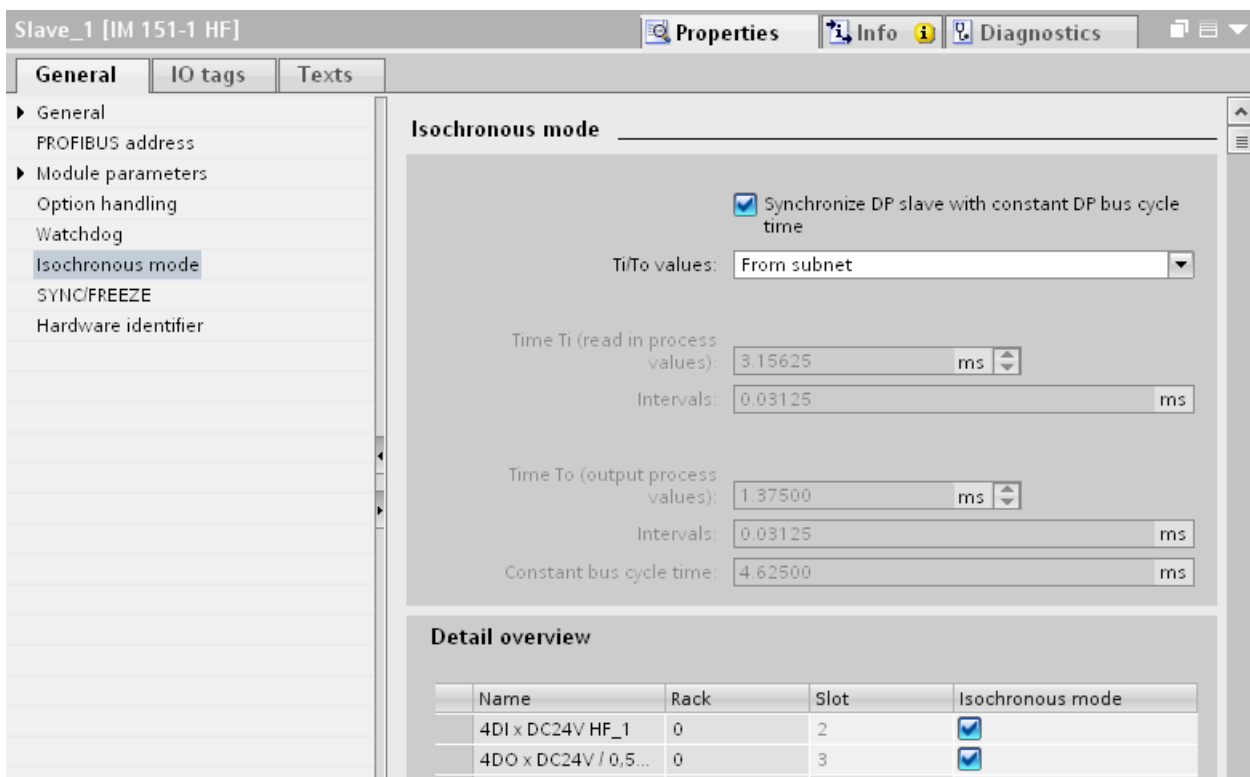 Slave_1 [IM 151-1 HF]
Properties
Info
Diagnostics
General
IO tags
Texts
General
PROFIBUS address
Module parameters
Option handling
Watchdog
Isochronous mode
SYNC/FREEZE
Hardware identifier
Isochronous mode
Synchronize DP slave with constant DP bus cycle
time
Ti/To values: From subnet
Time Ti (read in process
values): 3.15625 ms
Intervals: 0.03125 ms
Time To (output process
values): 1.37500 ms
Intervals: 0.03125 ms
Constant bus cycle time: 4.62500 ms
Detail overview
Name Rack Slot Isochronous mode
4DI x DC24V HF_1 0 2
4DO x DC24V / 0,5... 0 3